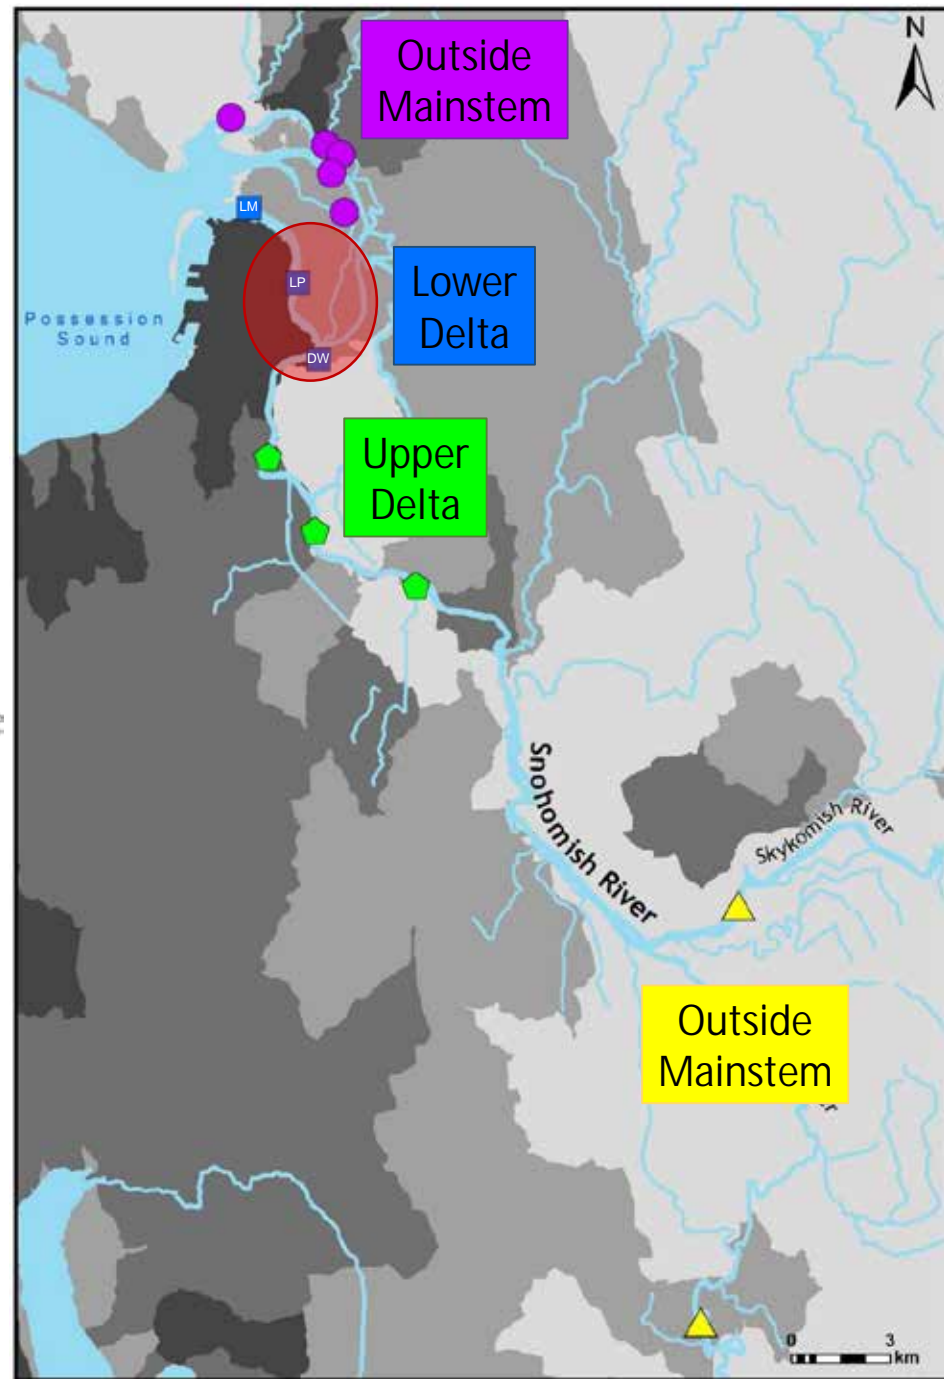 N
Outside
Mainstem
LM
LP
Lower
Delta
Possession
Sound
DW
Upper
Delta
Snohomish River
Skykomish River
Outside
Mainstem
0 3
km